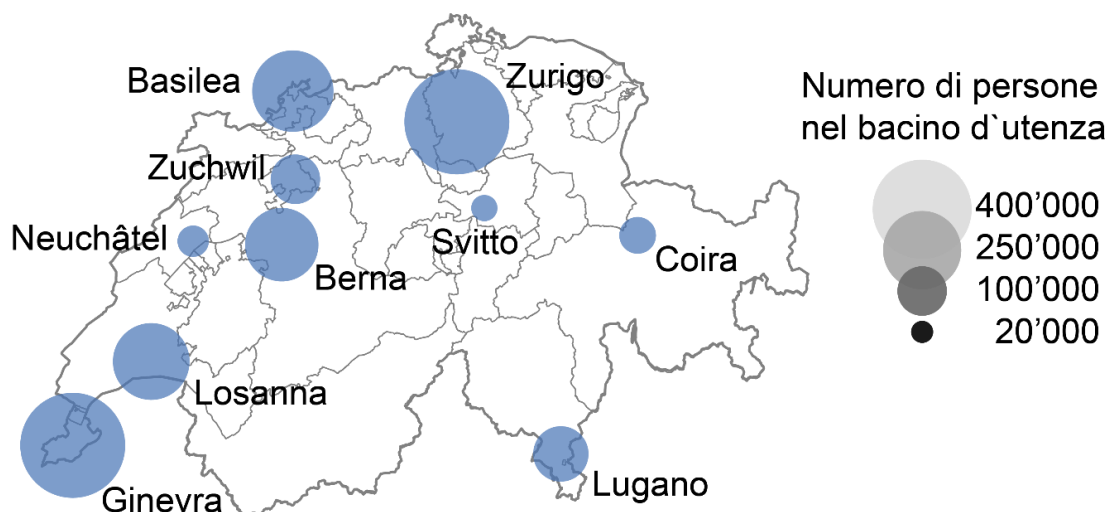 Basilea
Zurigo
Zuchwil
Neuchâtel
Svitto
Berna
Coira
Losanna
Ginevra
Lugano
Numero di persone
nel bacino d`utenza
400’000
250’000
100’000
20’000